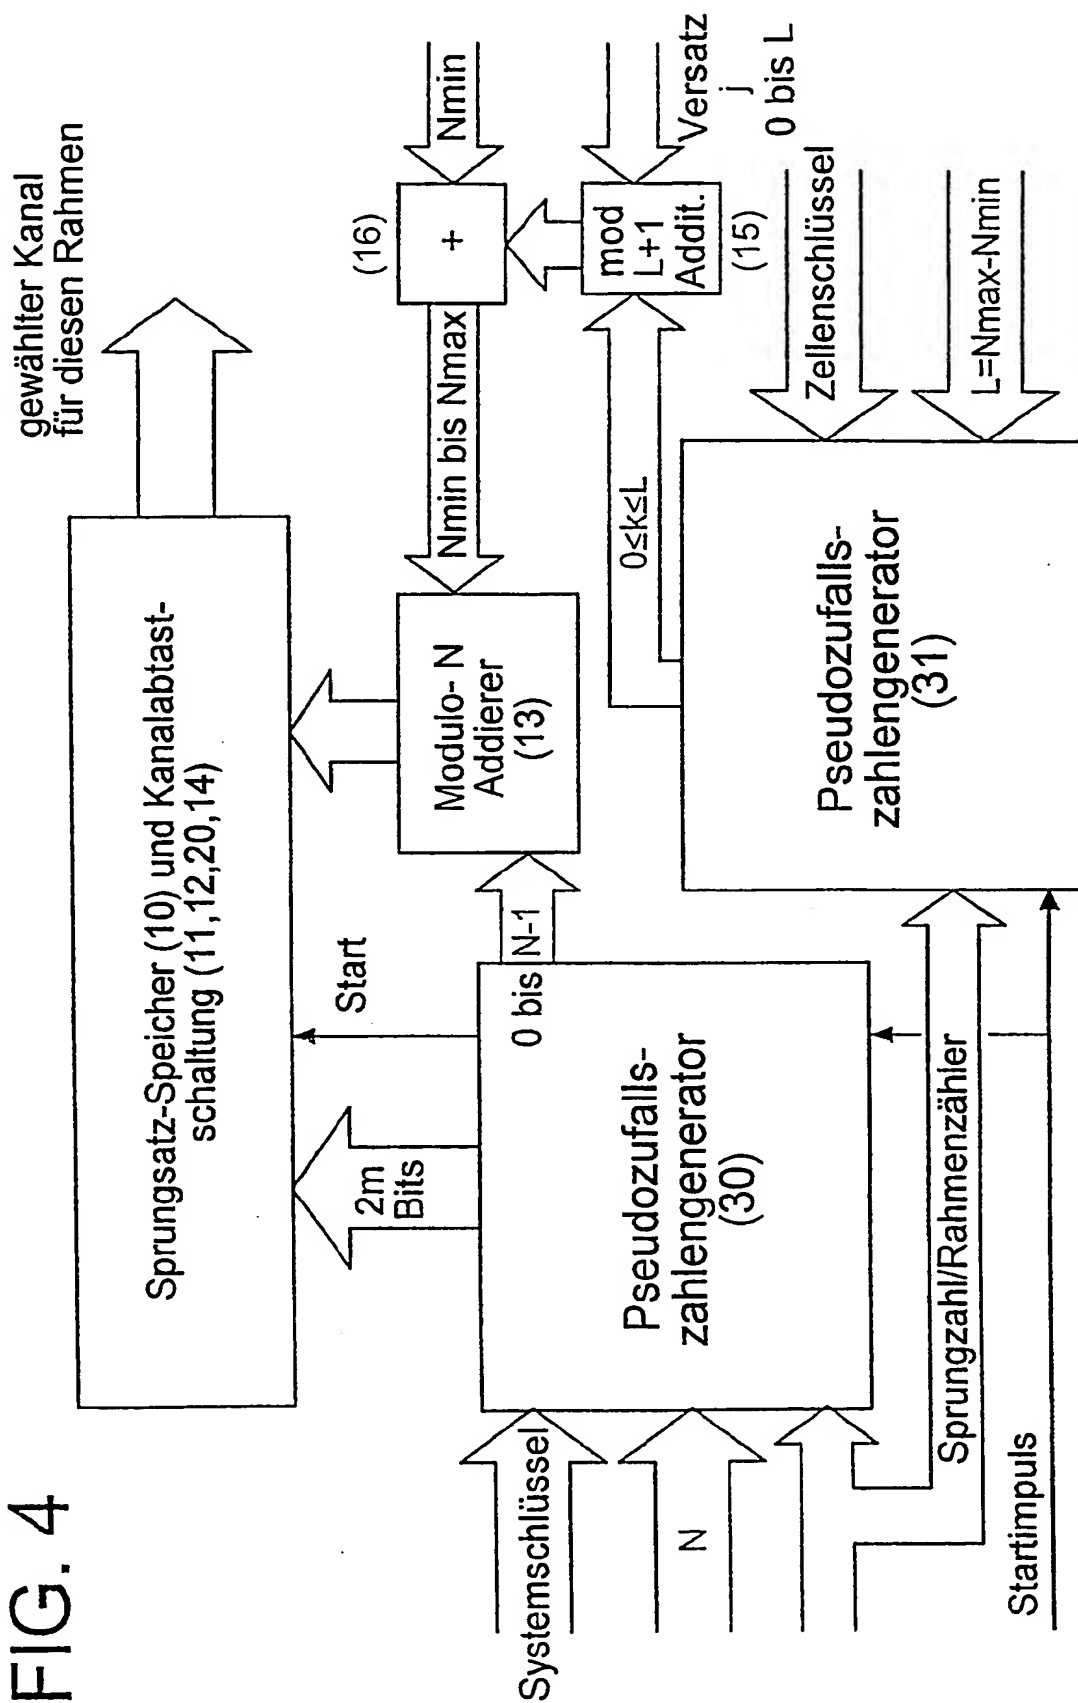 FIG. 4
gewählter Kanal
für diesen Rahmen
Sprungsatz-Speicher (10) und Kanalabtast-
schaltung (11,12,20,14)
2m
Bits
Start
Modulo- N
Addierer
(13)
Nmin bis Nmax
(16)
+
Nmin
mod
L+1
Addit.
(15)
Versatz
j
0 bis L
0 bis N-1
0≤k≤L
Systemschlüssel
N
Pseudozufalls-
zahlengenerator
(30)
Pseudozufalls-
zahlengenerator
(31)
Zellenschlüssel
L=Nmax-Nmin
Sprungzahl/Rahmenzähler
Startimpuls